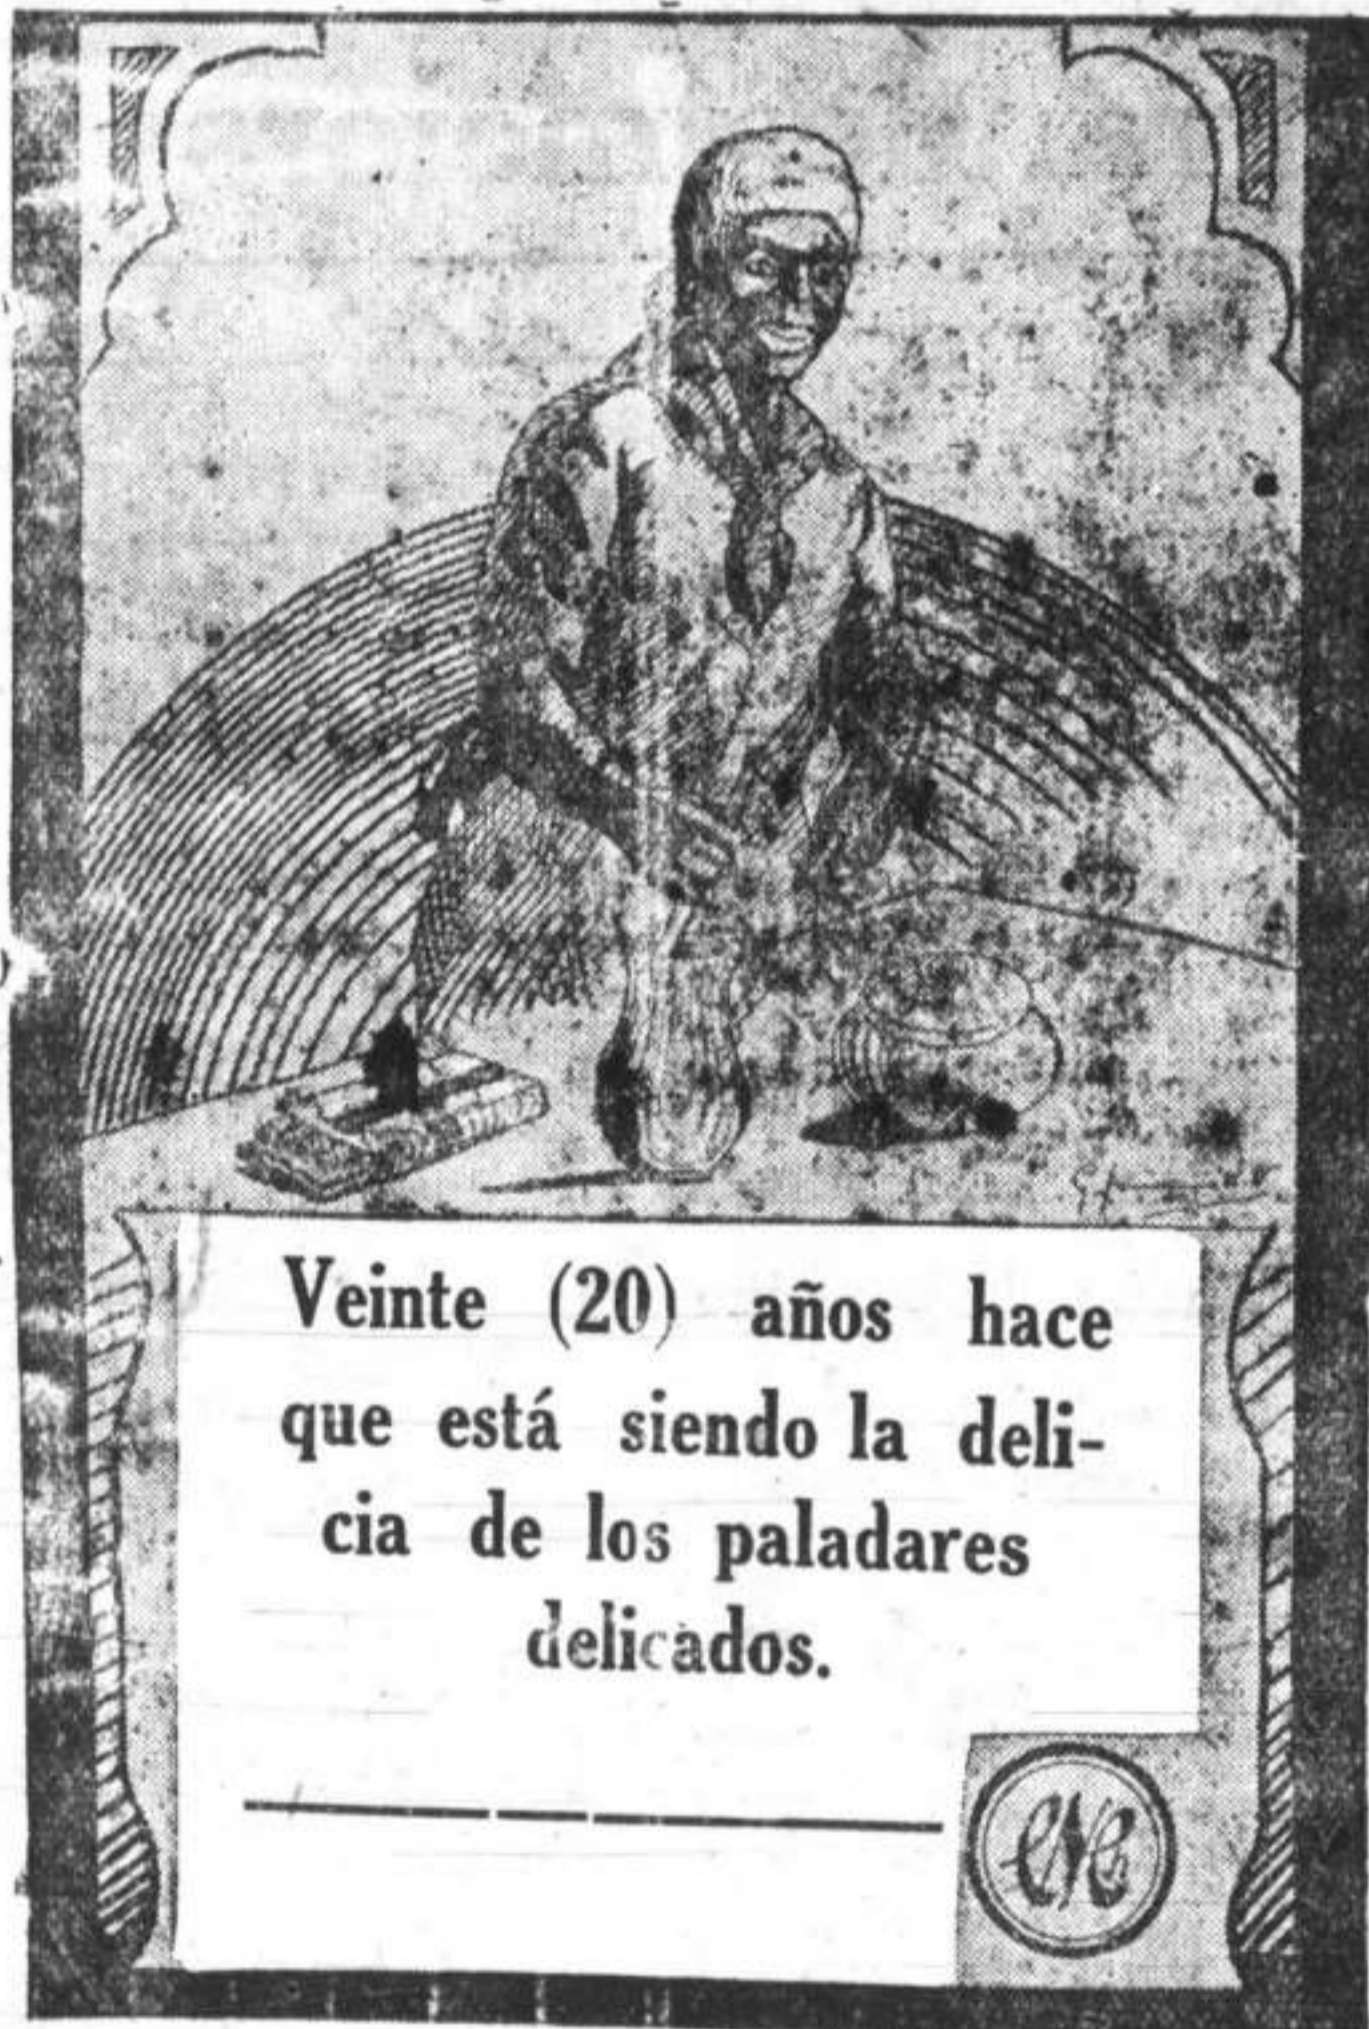 Veinte (20) años hace
que está siendo la deli-
cia de los paladares
delicados.